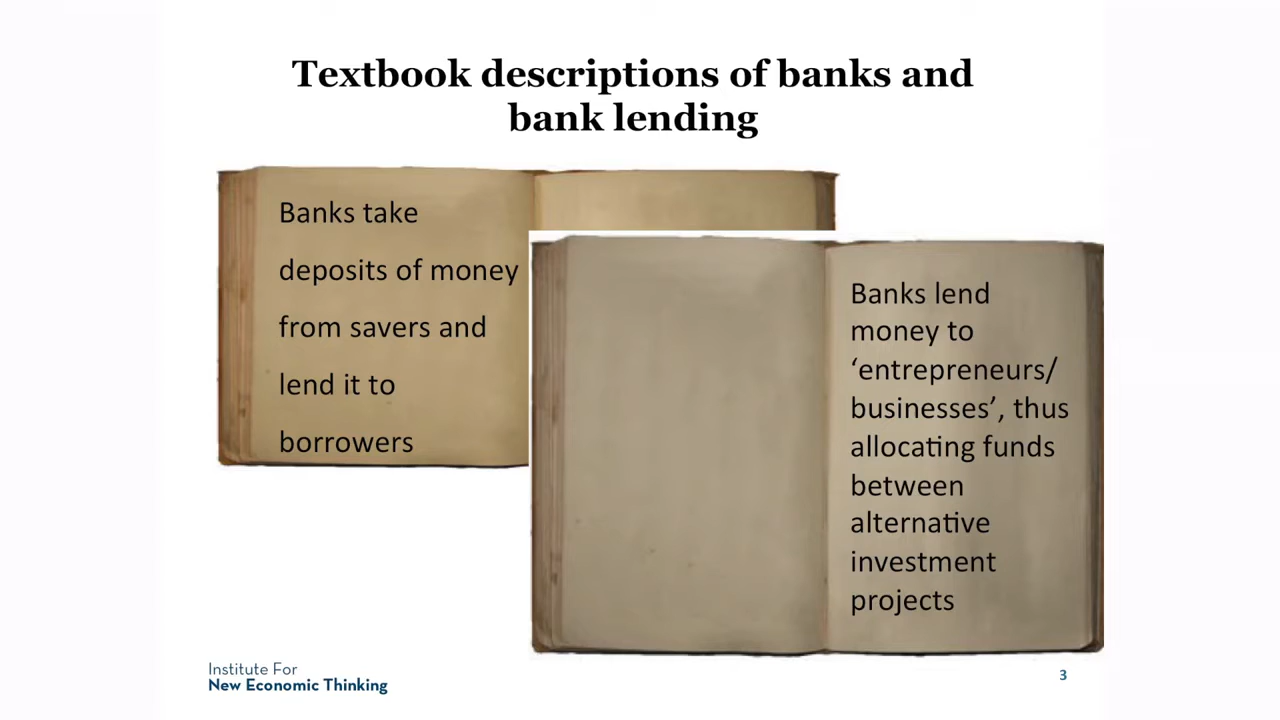 Textbook descriptions of banks and
bank lending
Banks take
deposits of money
from savers and
lend it to
borrowers
Banks lend
money to
‘entrepreneurs/
businesses’, thus
allocating funds
between
alternative
investment
projects
Institute For
New Economic Thinking
3